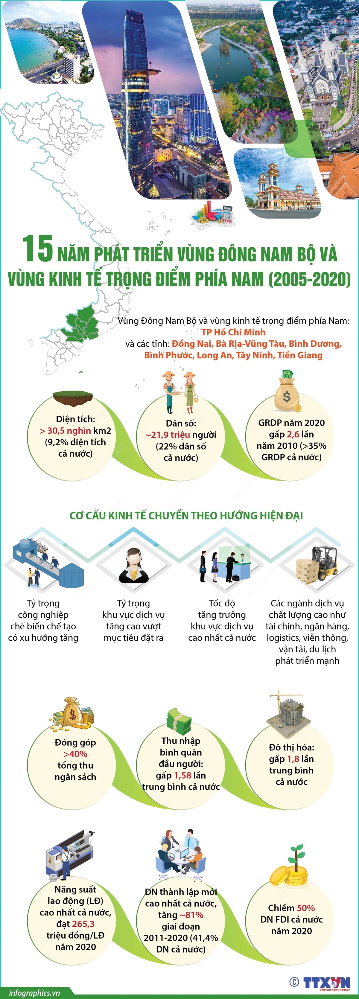 15 NĂM PHÁT TRIỂN VÙNG ĐÔNG NAM BỘ VÀ
VÙNG KINH TẾ TRỌNG ĐIỂM PHÍA NAM (2005-2020)
Vùng Đông Nam Bộ và vùng kinh tế trọng điểm phía Nam:
TP Hồ Chí Minh
và các tỉnh: Đồng Nai, Bà Rịa-Vũng Tàu, Bình Dương,
Bình Phước, Long An, Tây Ninh, Tiền Giang
Diện tích:
> 30,5 nghìn km2
(9,2% diện tích
cả nước)
Dân số:
~21,9 triệu người
(22% dân số
cả nước)
GRDP năm 2020
gấp 2,6 lần
năm 2010 (>35%
GRDP cả nước)
CƠ CẤU KINH TẾ CHUYỂN THEO HƯỚNG HIỆN ĐẠI
Tỷ trọng
công nghiệp
chế biến chế tạo
có xu hướng tăng
Tỷ trọng
khu vực dịch vụ
tăng cao vượt
mục tiêu đặt ra
Tốc độ
tăng trưởng
khu vực dịch vụ
cao nhất cả nước
Các ngành dịch vụ
chất lượng cao như
tài chính, ngân hàng,
logistics, viễn thông,
vận tải, du lịch
phát triển mạnh
Đóng góp
>40%
tổng thu
ngân sách
Thu nhập
bình quân
đầu người:
gấp 1,58 lần
trung bình cả nước
Đô thị hóa:
gấp 1,8 lần
trung bình
cả nước
Năng suất
lao động (LĐ)
cao nhất cả nước,
đạt 265,3
triệu đồng/LĐ
năm 2020
DN thành lập mới
cao nhất cả nước,
tăng ~81%
giai đoạn
2011-2020 (41,4%
DN cả nước)
Chiếm 50%
DN FDI cả nước
năm 2020
© TTXVN
Vietnam News Agency
infographics.vn